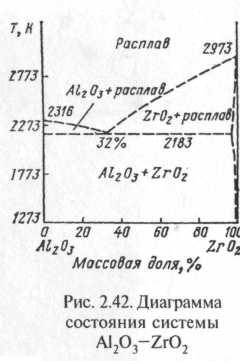 T, К
Расплав
2973
2773
2316
Al₂O₃+расплав
2273
ZrO₂+расплав
32%
2183
1773
Al₂O₃+ZrO₂
1273
0 20 40 60 80 100
Al₂O₃
ZrO₂
Массовая доля,%
Рис. 2.42. Диаграмма
состояния системы
Al₂O₃–ZrO₂